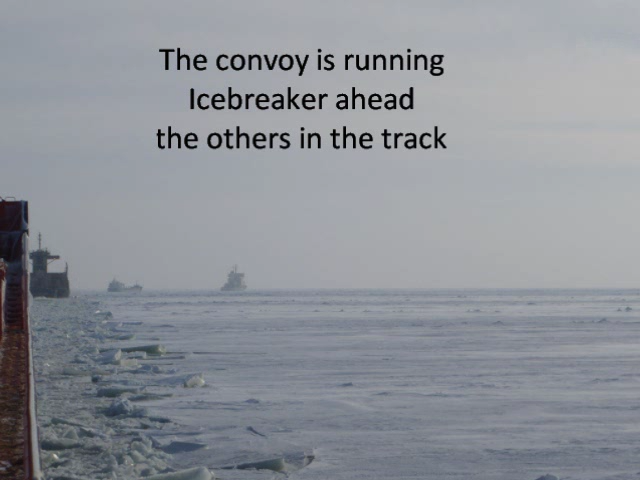 The convoy is running
Icebreaker ahead
the others in the track